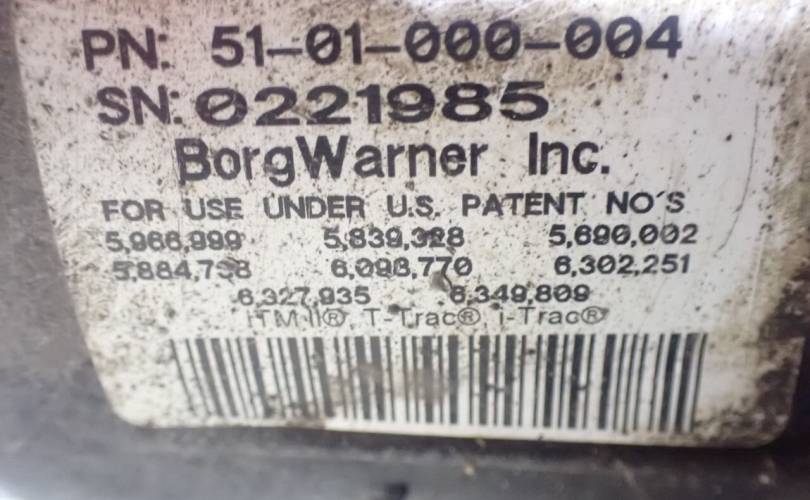 PN: 51-01-000-004
SN: 0221985
BorgWarner Inc.
FOR USE UNDER U.S. PATENT NO'S
5,966,999 5,839,328 5,690,002
5,884,738 6,098,770 6,302,251
6,327,935 6,349,809
ITM II® T-Trac® i-Trac®